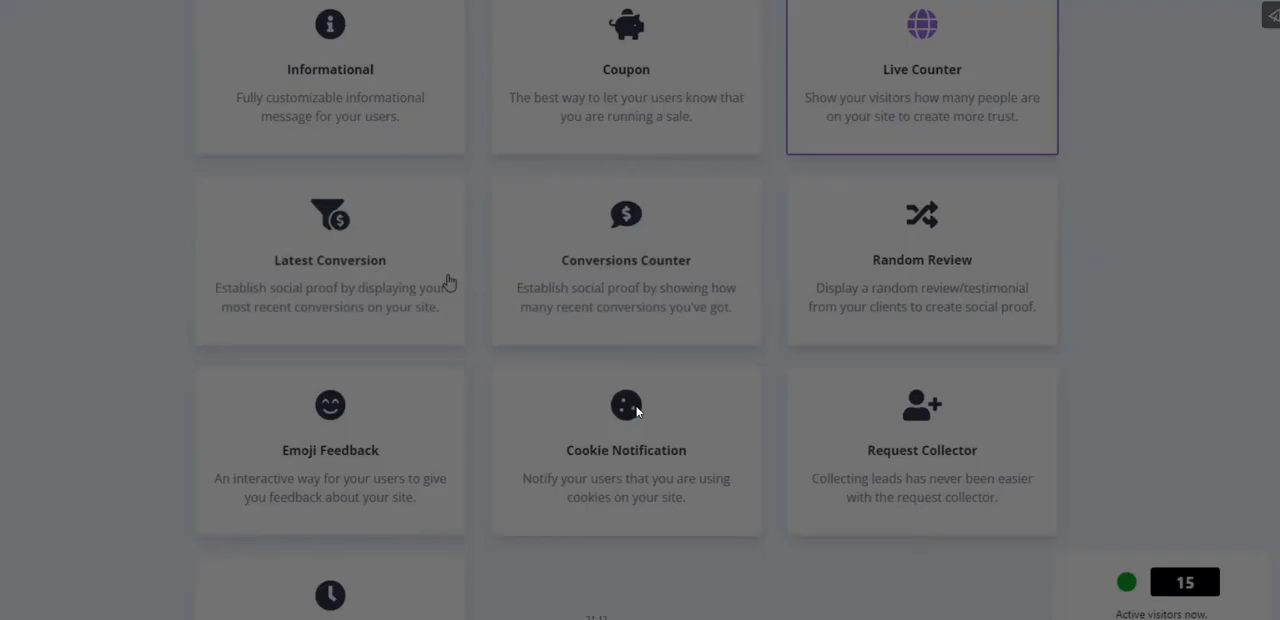 Informational
Fully customizable informational
message for your users.
Coupon
The best way to let your users know that
you are running a sale.
Live Counter
Show your visitors how many people are
on your site to create more trust.
Latest Conversion
Establish social proof by displaying your
most recent conversions on your site.
Conversions Counter
Establish social proof by showing how
many recent conversions you've got.
Random Review
Display a random review/testimonial
from your clients to create social proof.
Emoji Feedback
An interactive way for your users to give
you feedback about your site.
Cookie Notification
Notify your users that you are using
cookies on your site.
Request Collector
Collecting leads has never been easier
with the request collector.
15
Active visitors now.